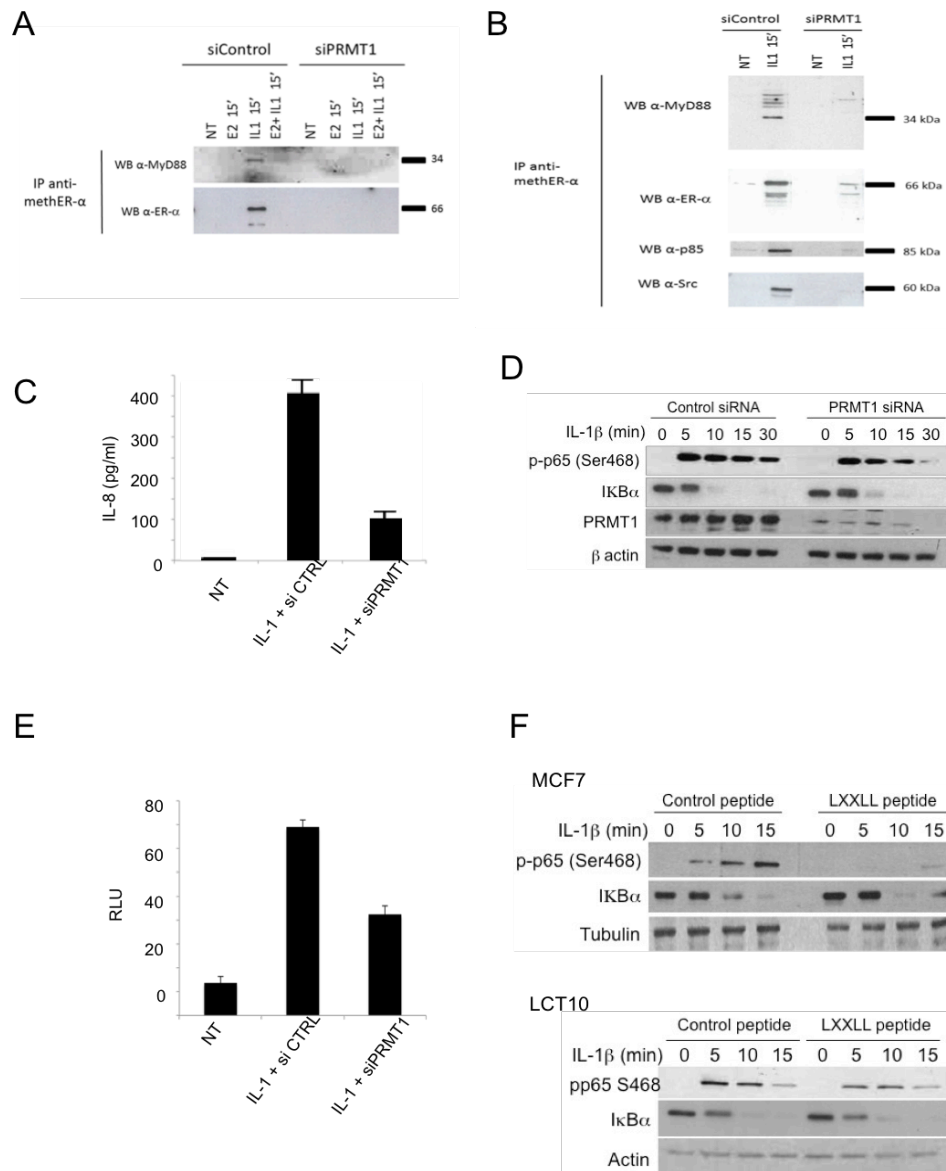 A
siControl siPRMT1
NT E2 15' IL1 15' E2+ IL1 15' NT E2 15' IL1 15' E2+ IL1 15'
IP anti-
methER-α
WB α-MyD88 34
WB α-ER-α 66
B
siControl siPRMT1
NT IL1 15' NT IL1 15'
IP anti-
methER-α
WB α-MyD88
34 kDa
66 kDa
WB α-ER-α
WB α-p85 85 kDa
WB α-Src 60 kDa
C
IL-8 (pg/ml)
400
300
200
100
0
NT
IL-1 + si CTRL
IL-1 + siPRMT1
D
Control siRNA PRMT1 siRNA
IL-1β (min) 0 5 10 15 30 0 5 10 15 30
p-p65 (Ser468)
IKBα
PRMT1
β actin
E
RLU
80
60
40
20
0
NT
IL-1 + si CTRL
IL-1 + siPRMT1
F
MCF7
Control peptide LXXLL peptide
IL-1β (min) 0 5 10 15 0 5 10 15
p-p65 (Ser468)
IKBα
Tubulin
LCT10
Control peptide LXXLL peptide
IL-1β (min) 0 5 10 15 0 5 10 15
pp65 S468
IκBα
Actin